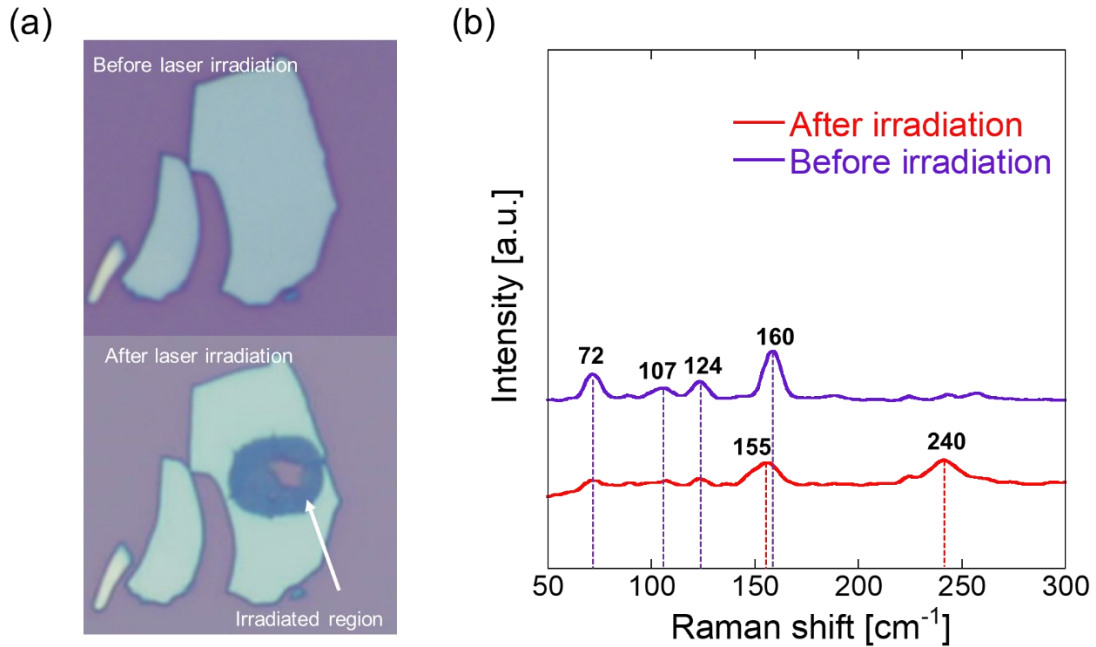 (a)
Before laser irradiation
After laser irradiation
Irradiated region
(b)
After irradiation
Before irradiation
Intensity [a.u.]
72
107
124
160
155
240
50
100
150
200
250
300
Raman shift [cm⁻¹]